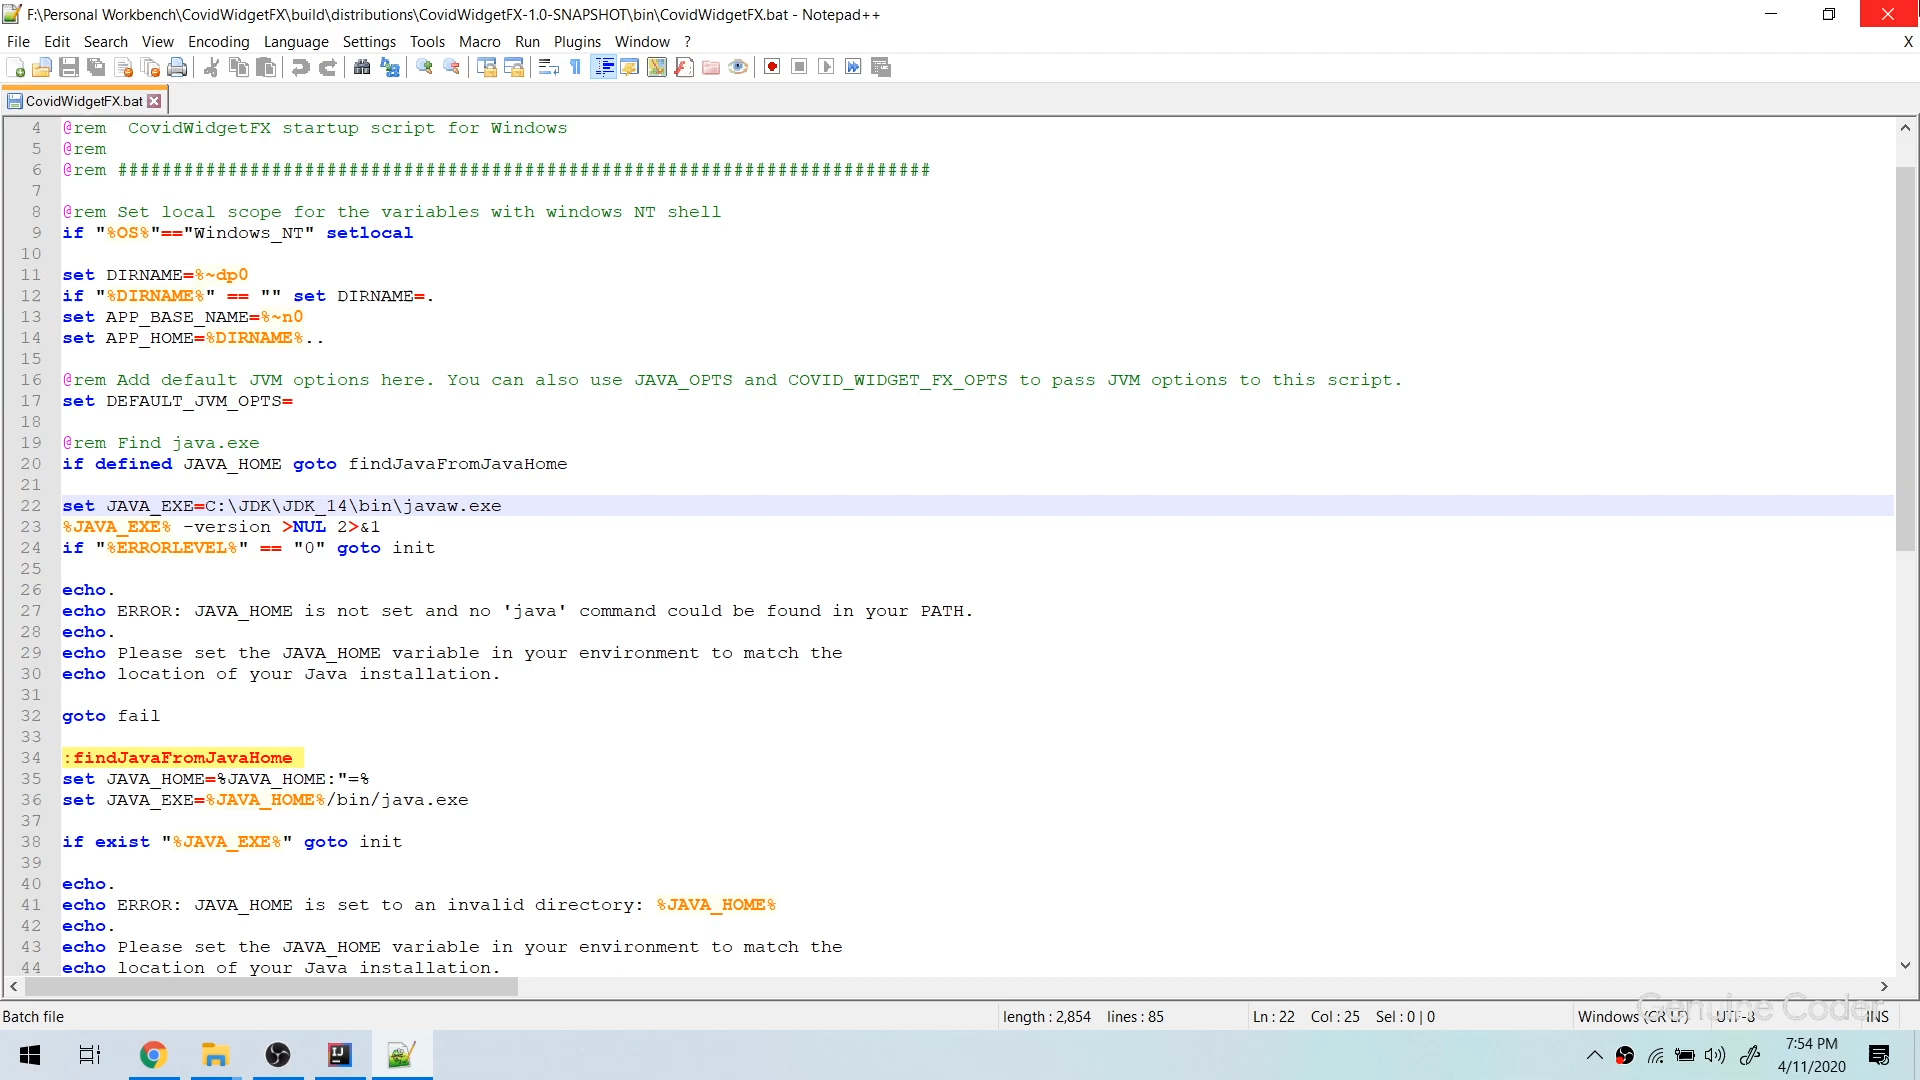 F:\Personal Workbench\CovidWidgetFX\build\distributions\CovidWidgetFX-1.0-SNAPSHOT\bin\CovidWidgetFX.bat - Notepad++
File Edit Search View Encoding Language Settings Tools Macro Run Plugins Window ? X
CovidWidgetFX.bat
4 @rem  CovidWidgetFX startup script for Windows
5 @rem
6 @rem ##########################################################################
7
8 @rem Set local scope for the variables with windows NT shell
9 if "%OS%"=="Windows_NT" setlocal
10
11 set DIRNAME=%~dp0
12 if "%DIRNAME%" == "" set DIRNAME=.
13 set APP_BASE_NAME=%~n0
14 set APP_HOME=%DIRNAME%..
15
16 @rem Add default JVM options here. You can also use JAVA_OPTS and COVID_WIDGET_FX_OPTS to pass JVM options to this script.
17 set DEFAULT_JVM_OPTS=
18
19 @rem Find java.exe
20 if defined JAVA_HOME goto findJavaFromJavaHome
21
22 set JAVA_EXE=C:\JDK\JDK_14\bin\javaw.exe
23 %JAVA_EXE% -version >NUL 2>&1
24 if "%ERRORLEVEL%" == "0" goto init
25
26 echo.
27 echo ERROR: JAVA_HOME is not set and no 'java' command could be found in your PATH.
28 echo.
29 echo Please set the JAVA_HOME variable in your environment to match the
30 echo location of your Java installation.
31
32 goto fail
33
34 :findJavaFromJavaHome
35 set JAVA_HOME=%JAVA_HOME:"=%
36 set JAVA_EXE=%JAVA_HOME%/bin/java.exe
37
38 if exist "%JAVA_EXE%" goto init
39
40 echo.
41 echo ERROR: JAVA_HOME is set to an invalid directory: %JAVA_HOME%
42 echo.
43 echo Please set the JAVA_HOME variable in your environment to match the
44 echo location of your Java installation.
Genuine Coder
Batch file length : 2,854 lines : 85 Ln : 22 Col : 25 Sel : 0 | 0 Windows (CR LF) UTF-8 INS
7:54 PM
4/11/2020